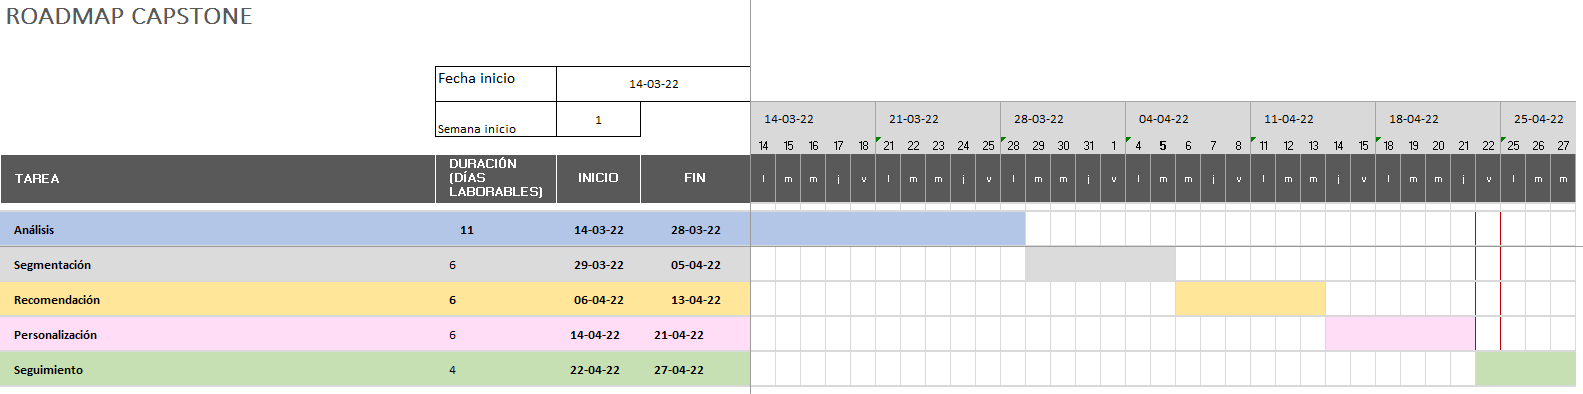 ROADMAP CAPSTONE
Fecha inicio 14-03-22
Semana inicio 1
14-03-22 21-03-22 28-03-22 04-04-22 11-04-22 18-04-22 25-04-22
14 15 16 17 18 21 22 23 24 25 28 29 30 31 1 4 5 6 7 8 11 12 13 14 15 18 19 20 21 22 25 26 27
TAREA DURACIÓN (DÍAS LABORABLES) INICIO FIN l m m j v l m m j v l m m j v l m m j v l m m j v l m m j v l m m
Análisis 11 14-03-22 28-03-22
Segmentación 6 29-03-22 05-04-22
Recomendación 6 06-04-22 13-04-22
Personalización 6 14-04-22 21-04-22
Seguimiento 4 22-04-22 27-04-22